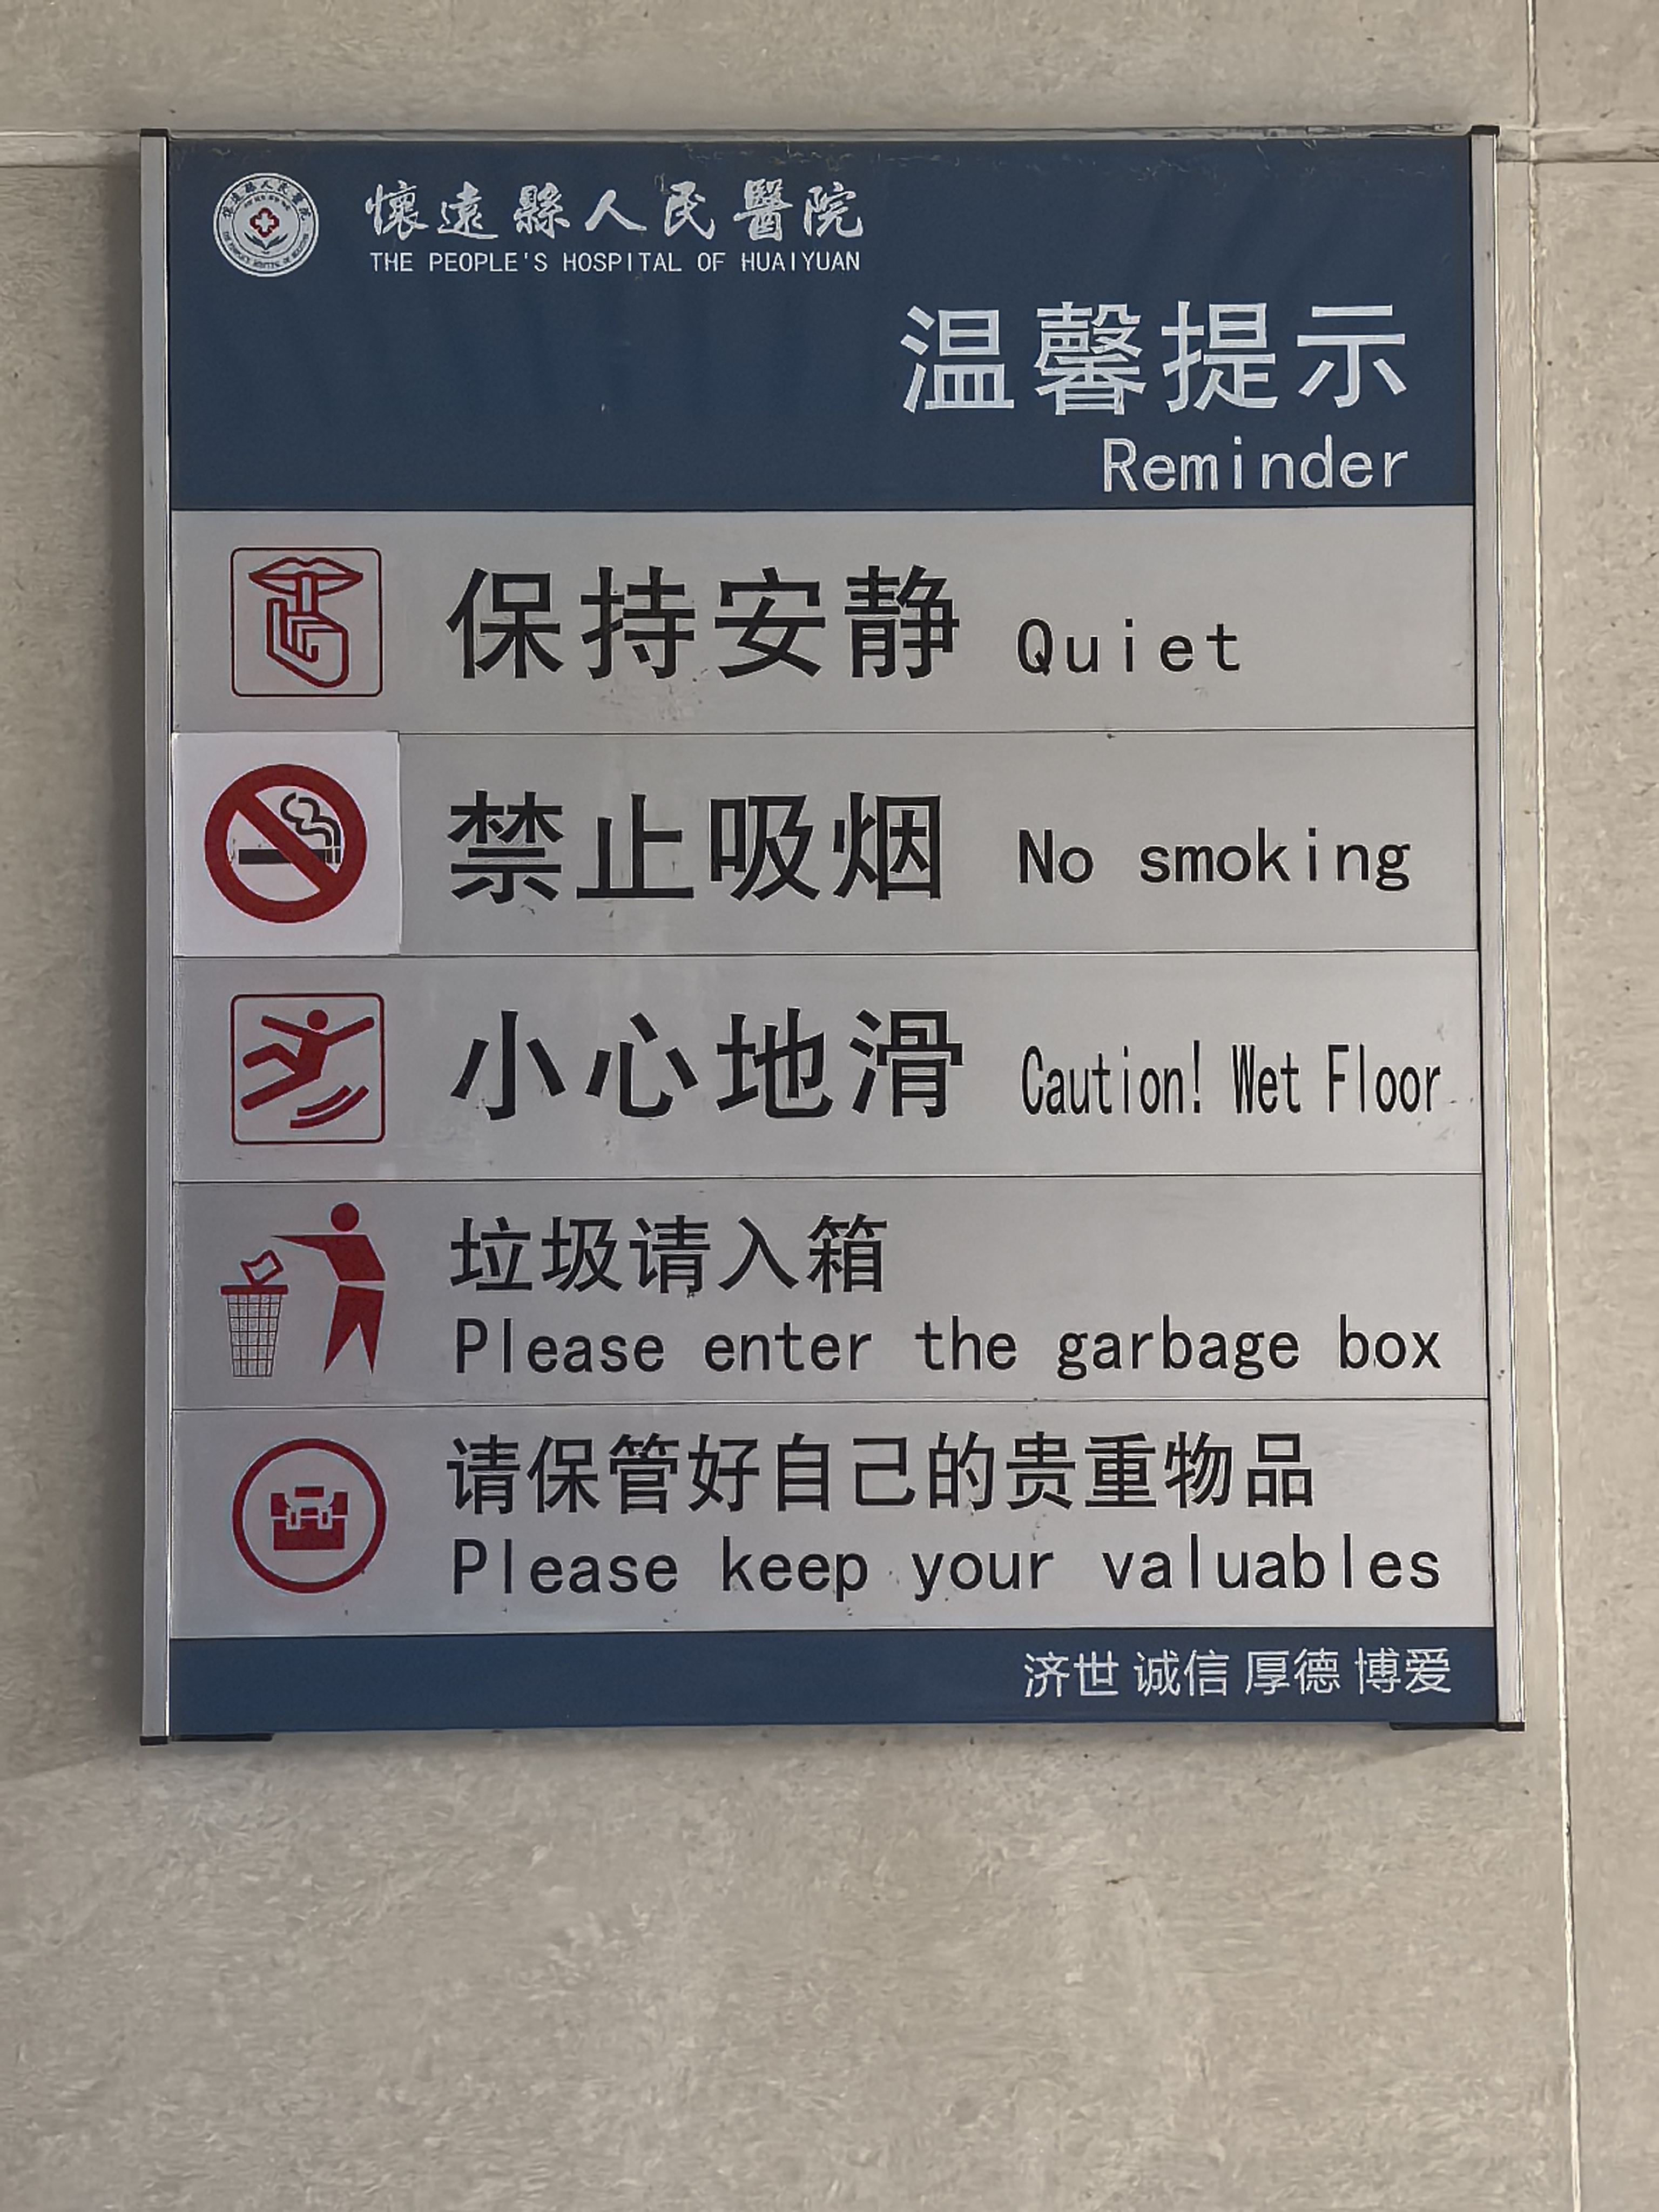 懷遠縣人民醫院
THE PEOPLE'S HOSPITAL OF HUAIYUAN
温馨提示
Reminder
保持安静 Quiet
禁止吸烟 No smoking
小心地滑 Caution! Wet Floor
垃圾请入箱
Please enter the garbage box
请保管好自己的贵重物品
Please keep your valuables
济世 诚信 厚德 博爱